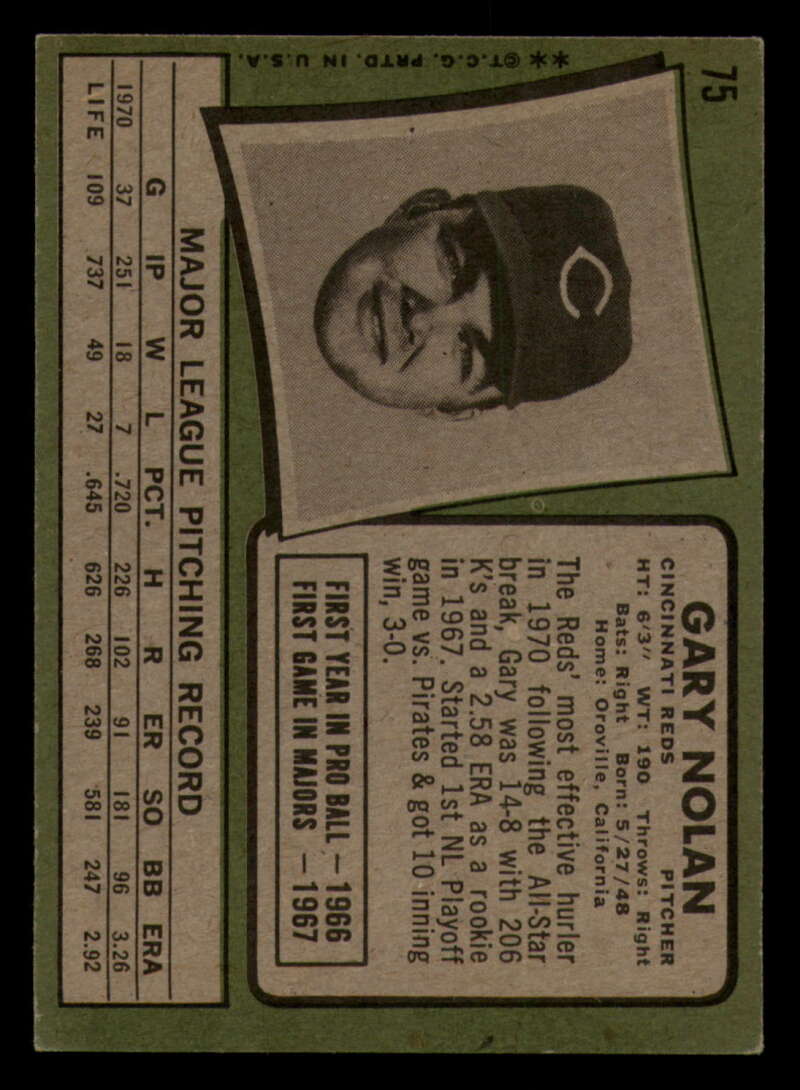 75
**©T.C.G. PRTD. IN U.S.A.
C
GARY NOLAN
CINCINNATI REDS PITCHER
HT: 6'3" WT: 190 Throws: Right
Bats: Right Born: 5/27/48
Home: Oroville, California
The Reds' most effective hurler
in 1970 following the All-Star
break, Gary was 14-8 with 206
K's and a 2.58 ERA as a rookie
in 1967. Started 1st NL Playoff
game vs. Pirates & got 10 inning
win, 3-0.
FIRST YEAR IN PRO BALL — 1966
FIRST GAME IN MAJORS — 1967
MAJOR LEAGUE PITCHING RECORD
G IP W L PCT. H R ER SO BB ERA
1970 37 251 18 7 .720 226 102 91 181 96 3.26
LIFE 109 737 49 27 .645 626 268 239 581 247 2.92